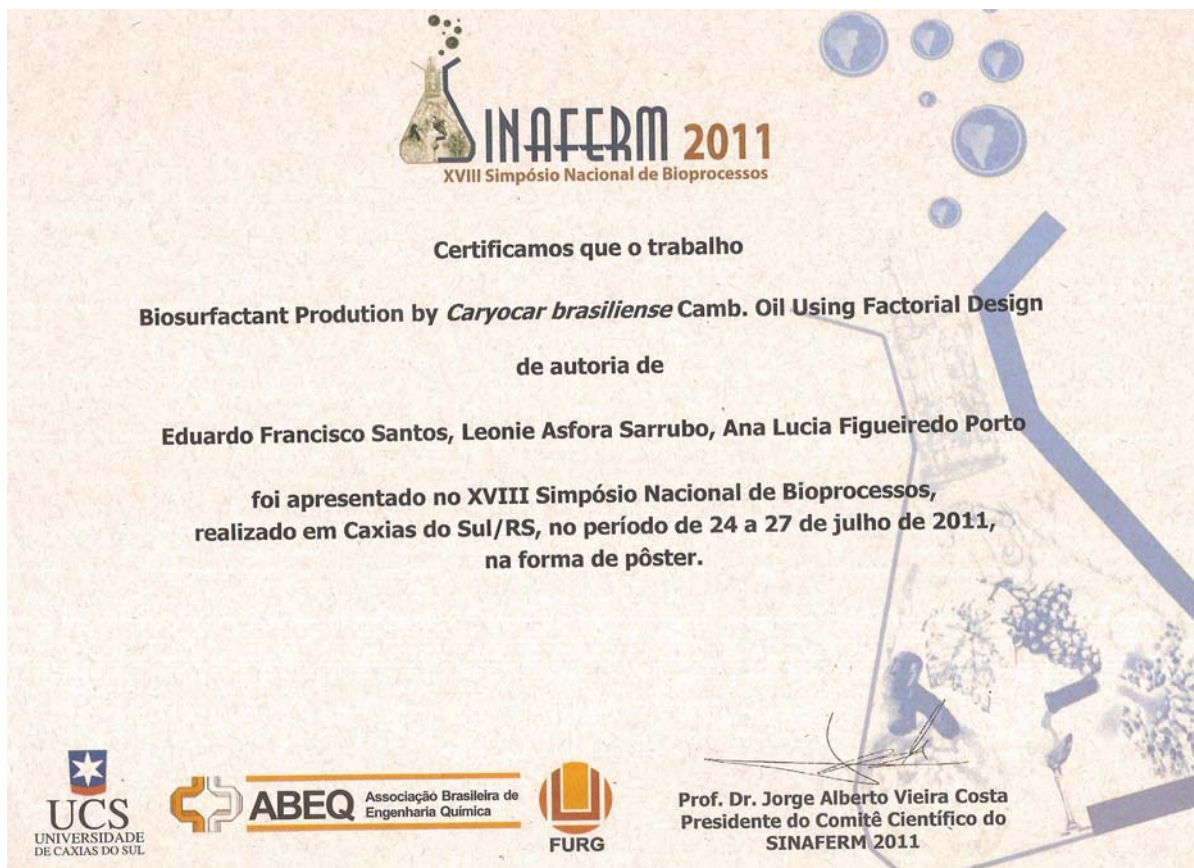 SINAFERM 2011
XVIII Simpósio Nacional de Bioprocessos
Certificamos que o trabalho
Biosurfactant Prodution by Caryocar brasiliense Camb. Oil Using Factorial Design
de autoria de
Eduardo Francisco Santos, Leonie Asfora Sarrubo, Ana Lucia Figueiredo Porto
foi apresentado no XVIII Simpósio Nacional de Bioprocessos,
realizado em Caxias do Sul/RS, no período de 24 a 27 de julho de 2011,
na forma de pôster.
UCS
UNIVERSIDADE
DE CAXIAS DO SUL
ABEQ
Associação Brasileira de
Engenharia Química
FURG
Prof. Dr. Jorge Alberto Vieira Costa
Presidente do Comitê Científico do
SINAFERM 2011